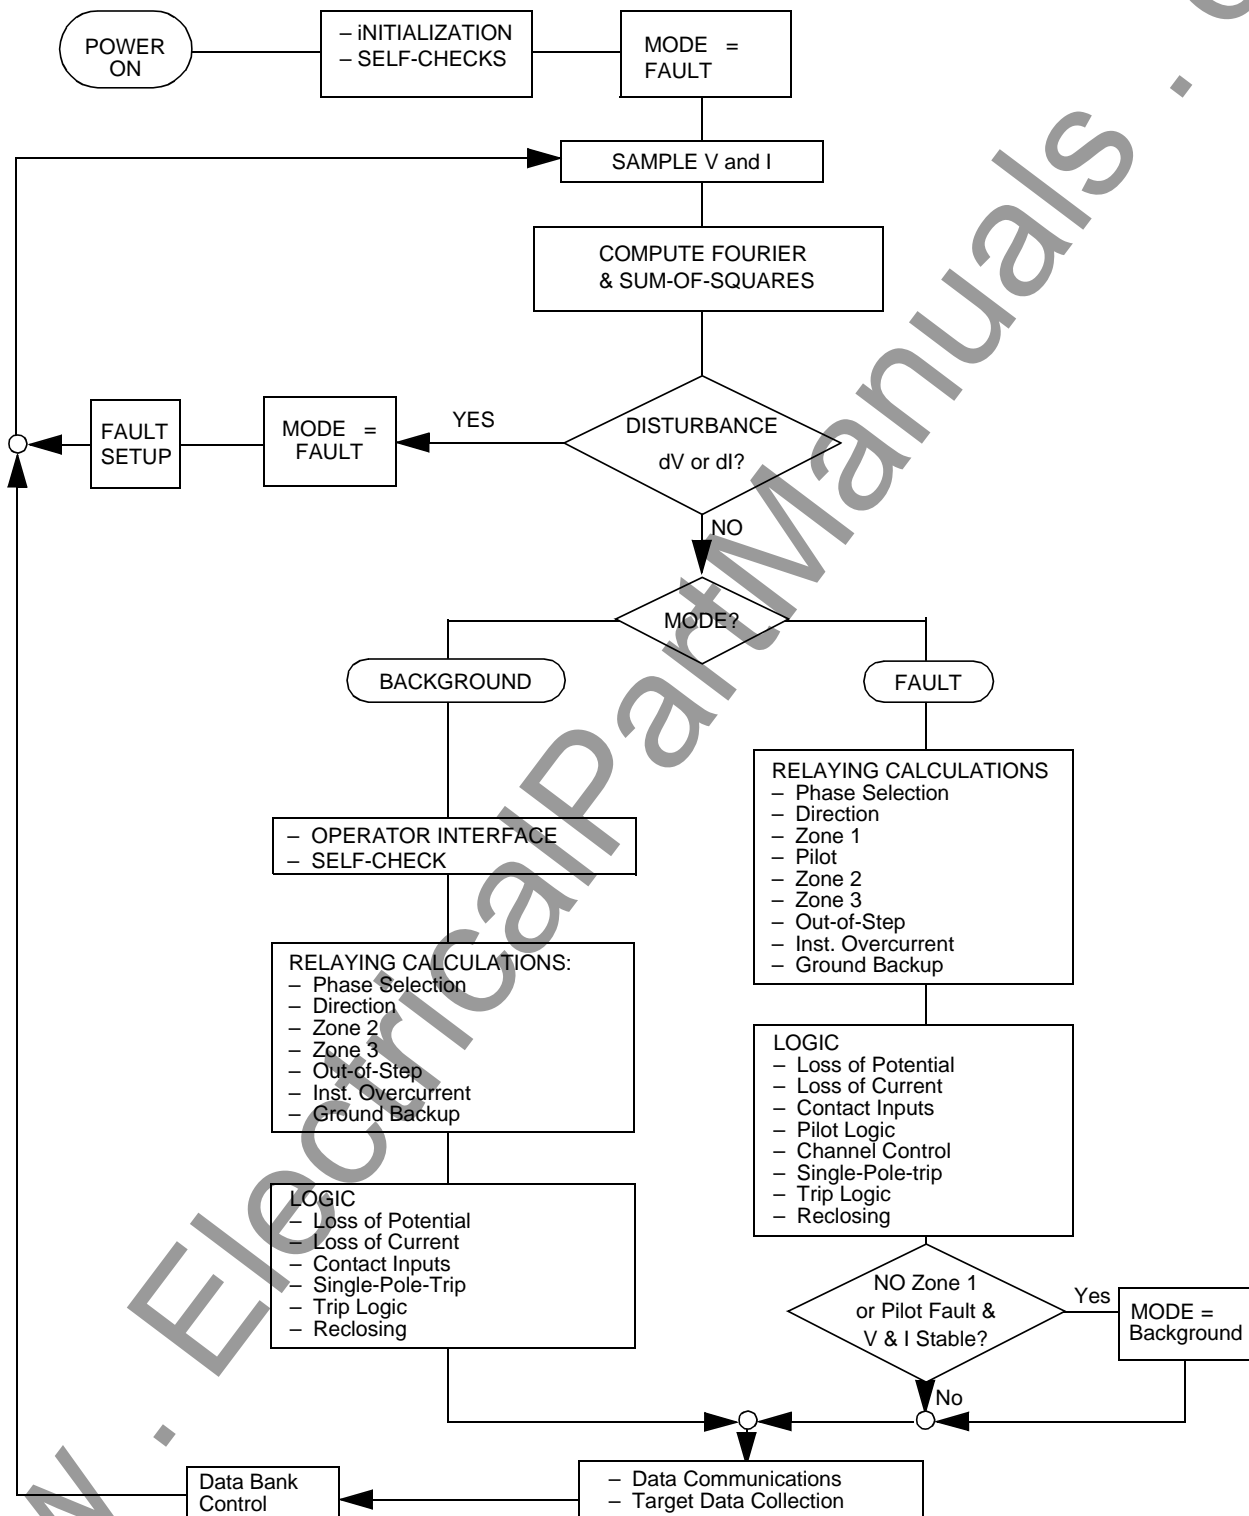 POWER
ON
– iNITIALIZATION
– SELF-CHECKS
MODE =
FAULT
SAMPLE V and I
COMPUTE FOURIER
& SUM-OF-SQUARES
DISTURBANCE
dV or dI?
YES
MODE =
FAULT
FAULT
SETUP
NO
MODE?
BACKGROUND
FAULT
– OPERATOR INTERFACE
– SELF-CHECK
RELAYING CALCULATIONS:
– Phase Selection
– Direction
– Zone 2
– Zone 3
– Out-of-Step
– Inst. Overcurrent
– Ground Backup
LOGIC
– Loss of Potential
– Loss of Current
– Contact Inputs
– Single-Pole-Trip
– Trip Logic
– Reclosing
RELAYING CALCULATIONS
– Phase Selection
– Direction
– Zone 1
– Pilot
– Zone 2
– Zone 3
– Out-of-Step
– Inst. Overcurrent
– Ground Backup
LOGIC
– Loss of Potential
– Loss of Current
– Contact Inputs
– Pilot Logic
– Channel Control
– Single-Pole-trip
– Trip Logic
– Reclosing
NO Zone 1
or Pilot Fault &
V & I Stable?
Yes
MODE =
Background
No
– Data Communications
– Target Data Collection
Data Bank
Control
w . ElectricalPartManuals .